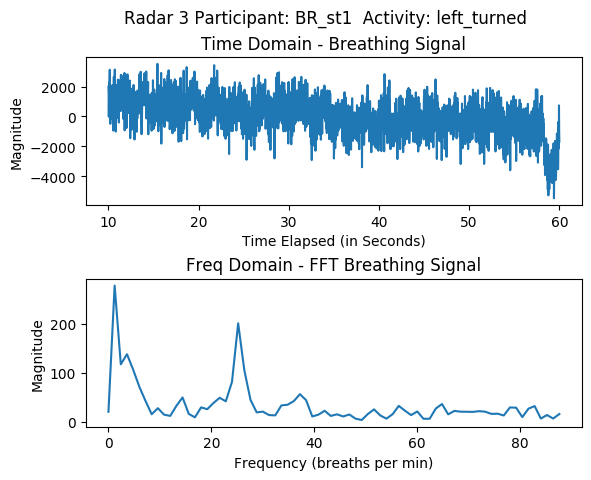 Radar 3 Participant: BR_st1  Activity: left_turned
Time Domain - Breathing Signal
Magnitude
2000
0
−2000
−4000
10
20
30
40
50
60
Time Elapsed (in Seconds)
Freq Domain - FFT Breathing Signal
Magnitude
200
100
0
0
20
40
60
80
Frequency (breaths per min)